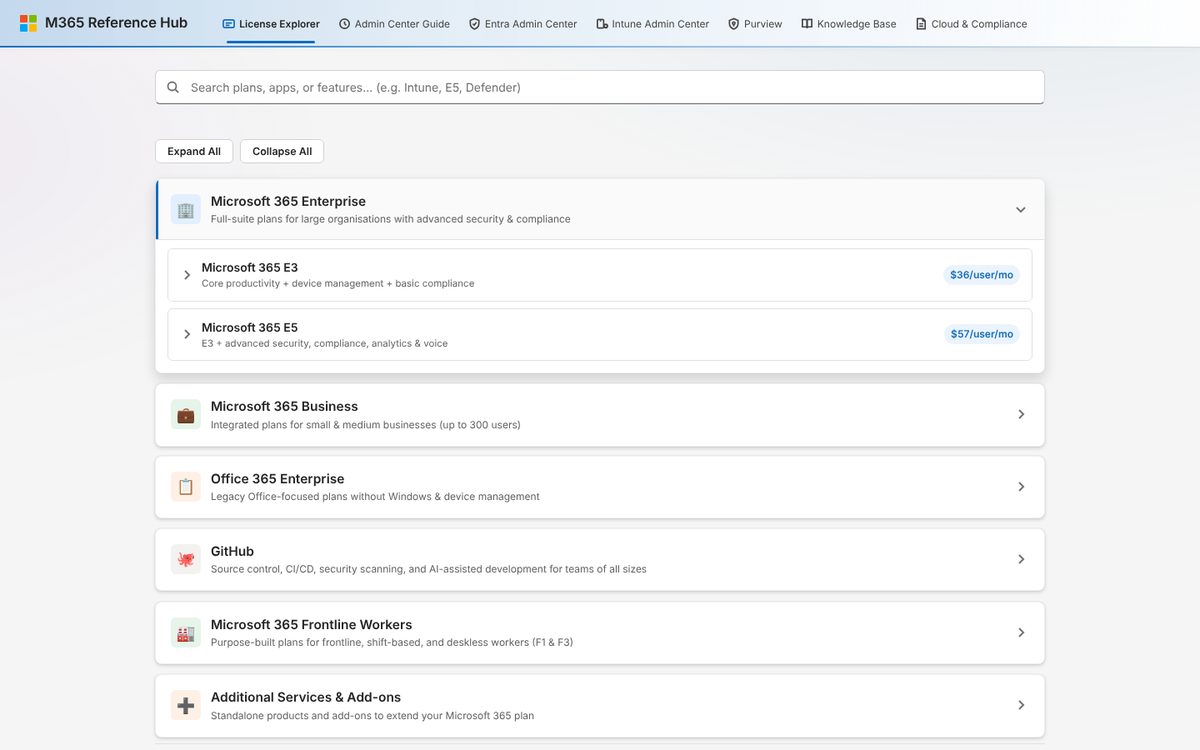 M365 Reference Hub
License Explorer
Admin Center Guide
Entra Admin Center
Intune Admin Center
Purview
Knowledge Base
Cloud & Compliance
Search plans, apps, or features... (e.g. Intune, E5, Defender)
Expand All
Collapse All
Microsoft 365 Enterprise
Full-suite plans for large organisations with advanced security & compliance
Microsoft 365 E3
Core productivity + device management + basic compliance
$36/user/mo
Microsoft 365 E5
E3 + advanced security, compliance, analytics & voice
$57/user/mo
Microsoft 365 Business
Integrated plans for small & medium businesses (up to 300 users)
Office 365 Enterprise
Legacy Office-focused plans without Windows & device management
GitHub
Source control, CI/CD, security scanning, and AI-assisted development for teams of all sizes
Microsoft 365 Frontline Workers
Purpose-built plans for frontline, shift-based, and deskless workers (F1 & F3)
Additional Services & Add-ons
Standalone products and add-ons to extend your Microsoft 365 plan